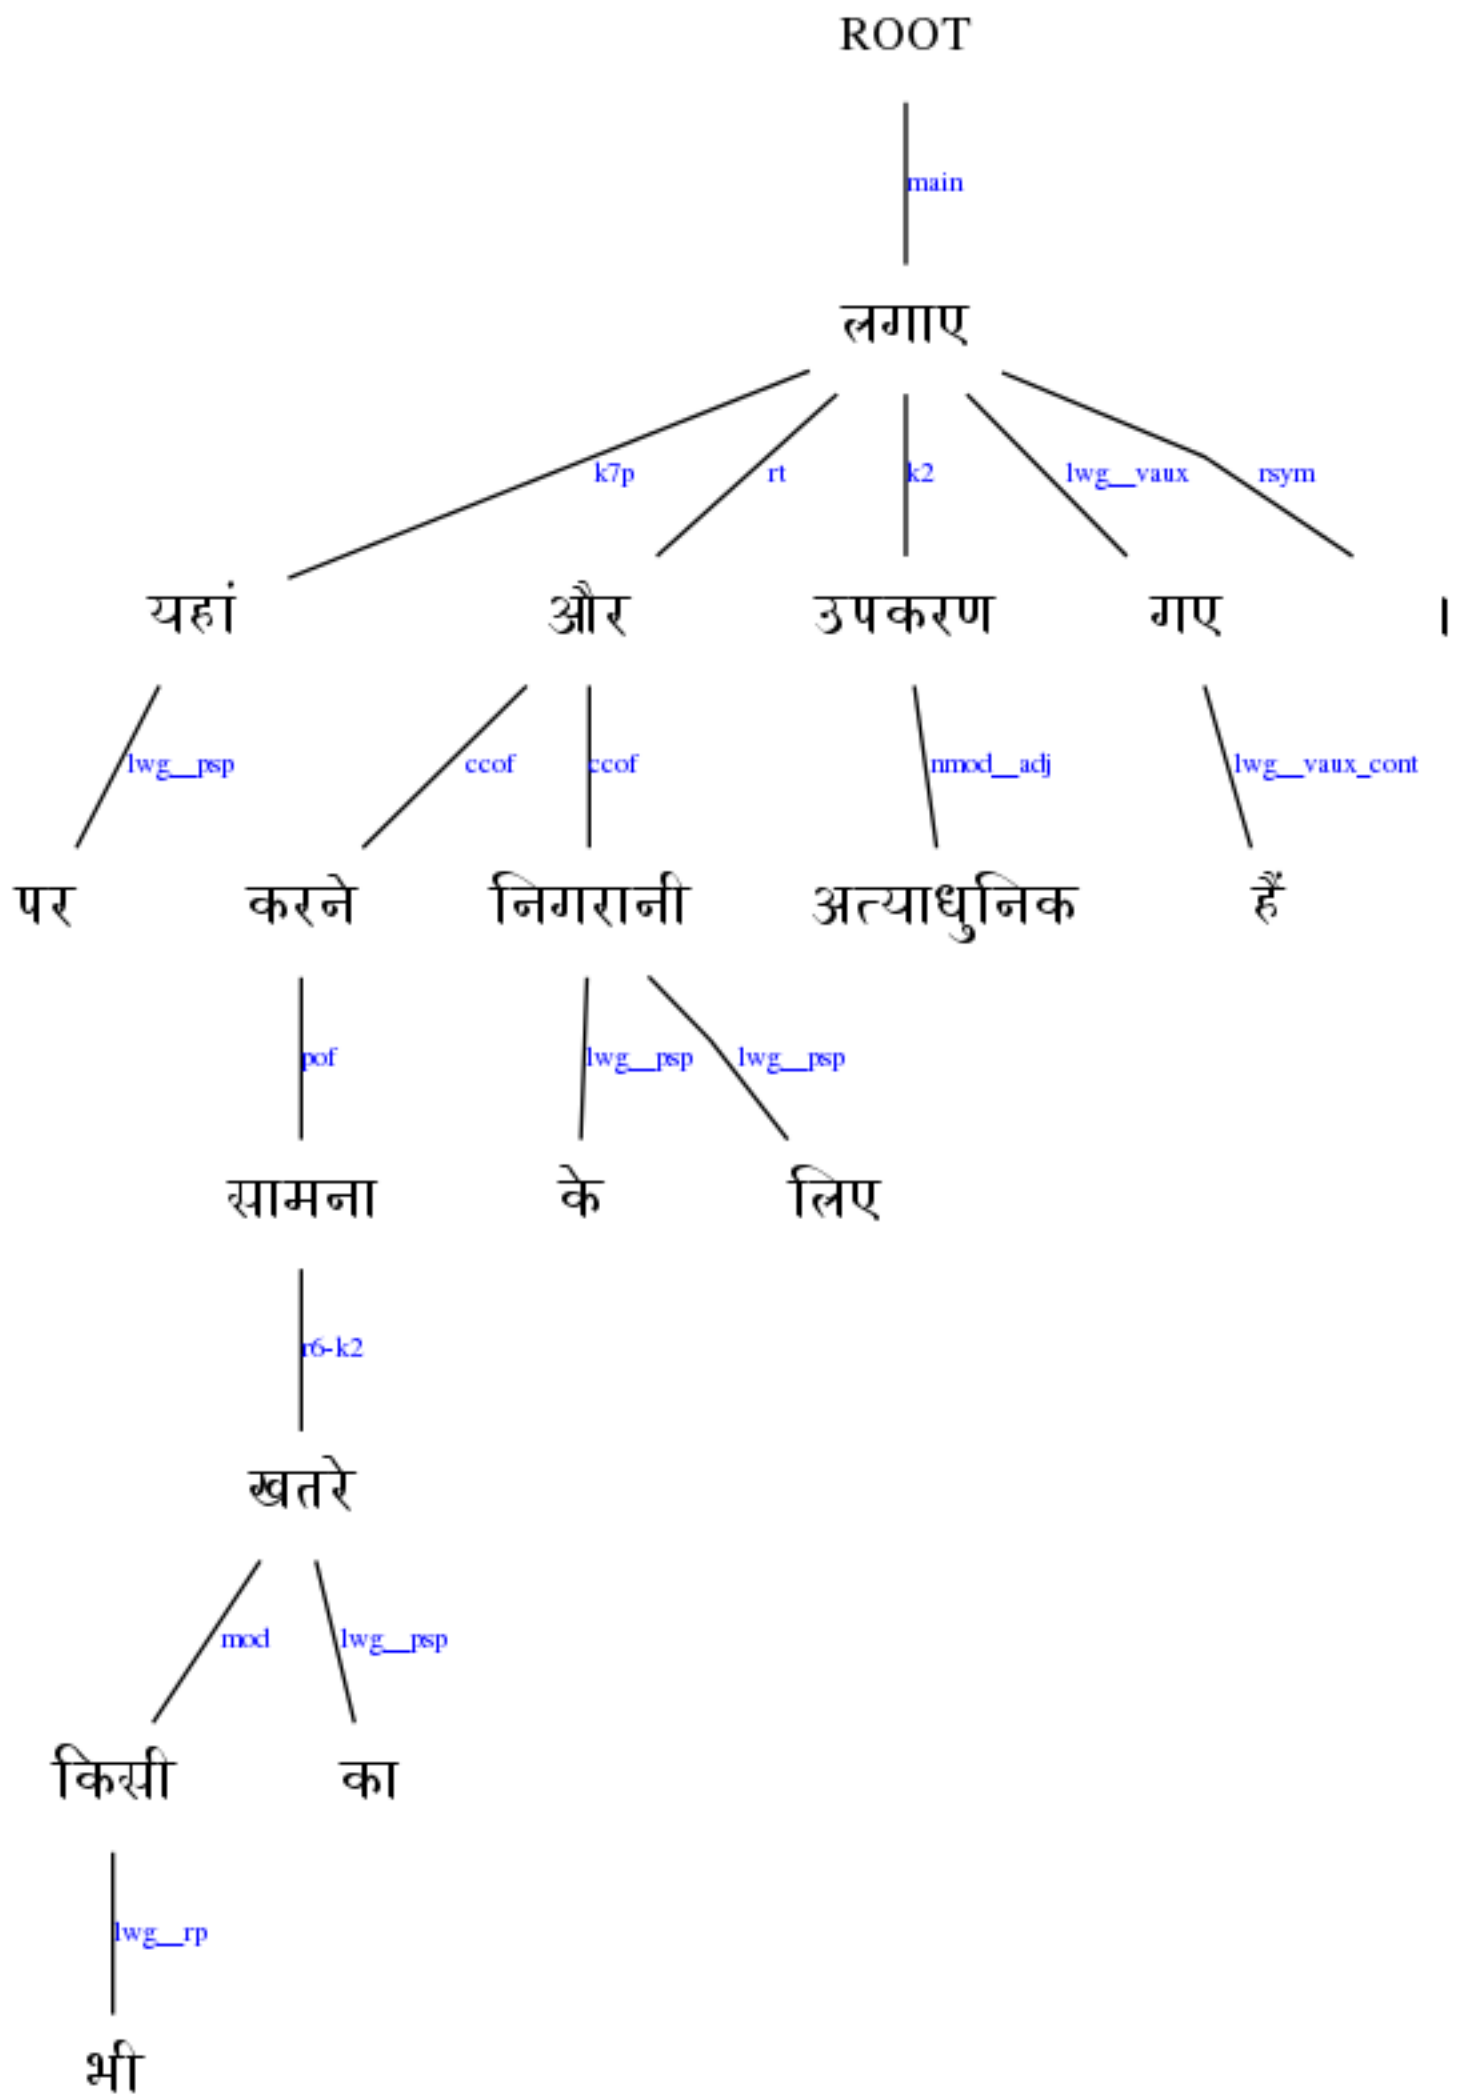 ROOT
main
लगाए
k7p rt k2 lwg__vaux rsym
यहां और उपकरण गए ।
lwg__psp ccof ccof nmod__adj lwg__vaux_cont
पर करने निगरानी अत्याधुनिक हैं
pof lwg__psp lwg__psp
सामना के लिए
r6-k2
खतरे
mod lwg__psp
किसी का
lwg__rp
भी